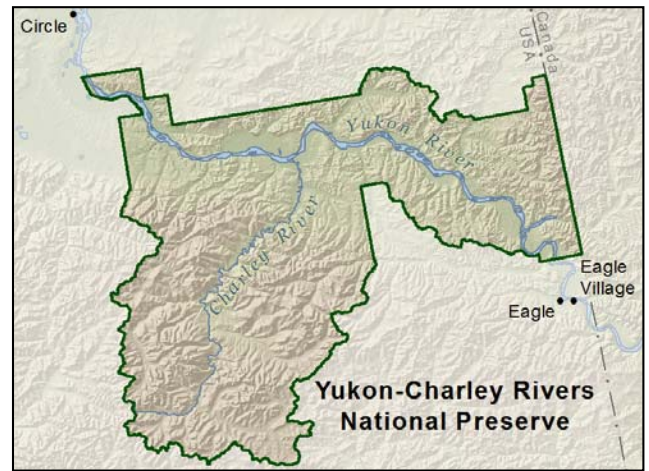 Circle
Canada
USA
Yukon River
Charley River
Eagle
Village
Eagle
Yukon-Charley Rivers
National Preserve